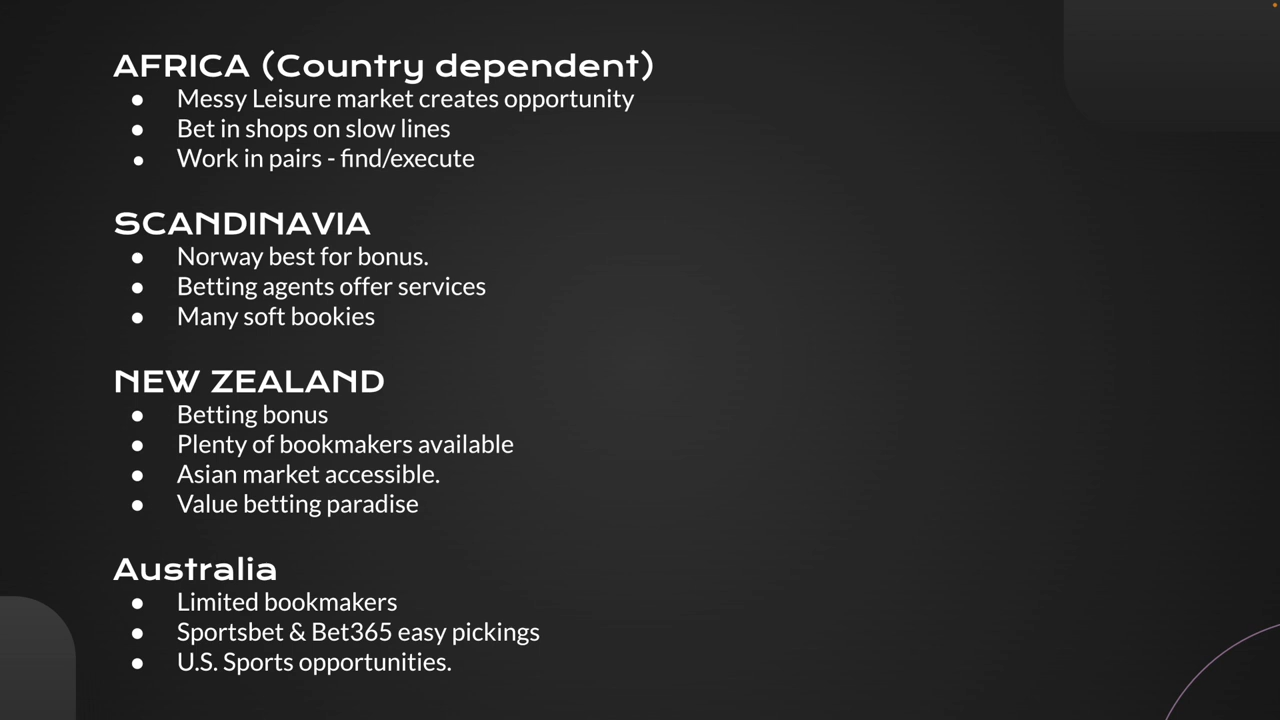 AFRICA (Country dependent)
● Messy Leisure market creates opportunity
● Bet in shops on slow lines
● Work in pairs - find/execute
SCANDINAVIA
● Norway best for bonus.
● Betting agents offer services
● Many soft bookies
NEW ZEALAND
● Betting bonus
● Plenty of bookmakers available
● Asian market accessible.
● Value betting paradise
Australia
● Limited bookmakers
● Sportsbet & Bet365 easy pickings
● U.S. Sports opportunities.